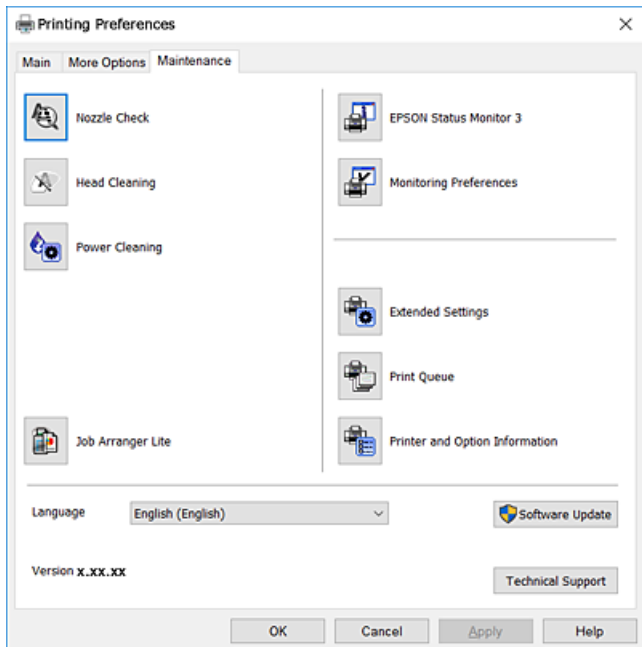 Printing Preferences
Main
More Options
Maintenance
Nozzle Check
EPSON Status Monitor 3
Head Cleaning
Monitoring Preferences
Power Cleaning
Extended Settings
Print Queue
Job Arranger Lite
Printer and Option Information
Language
English (English)
Software Update
Version x.xx.xx
Technical Support
OK
Cancel
Apply
Help